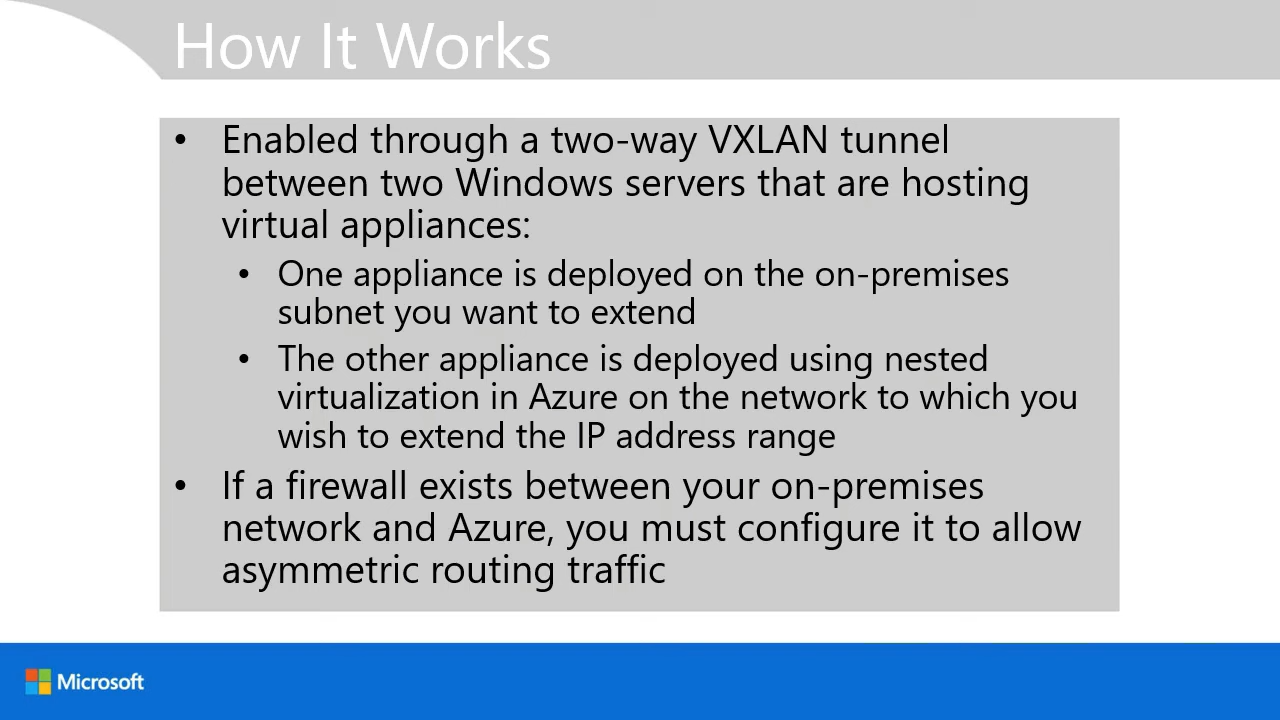 How It Works
• Enabled through a two-way VXLAN tunnel
between two Windows servers that are hosting
virtual appliances:
• One appliance is deployed on the on-premises
subnet you want to extend
• The other appliance is deployed using nested
virtualization in Azure on the network to which you
wish to extend the IP address range
• If a firewall exists between your on-premises
network and Azure, you must configure it to allow
asymmetric routing traffic
Microsoft